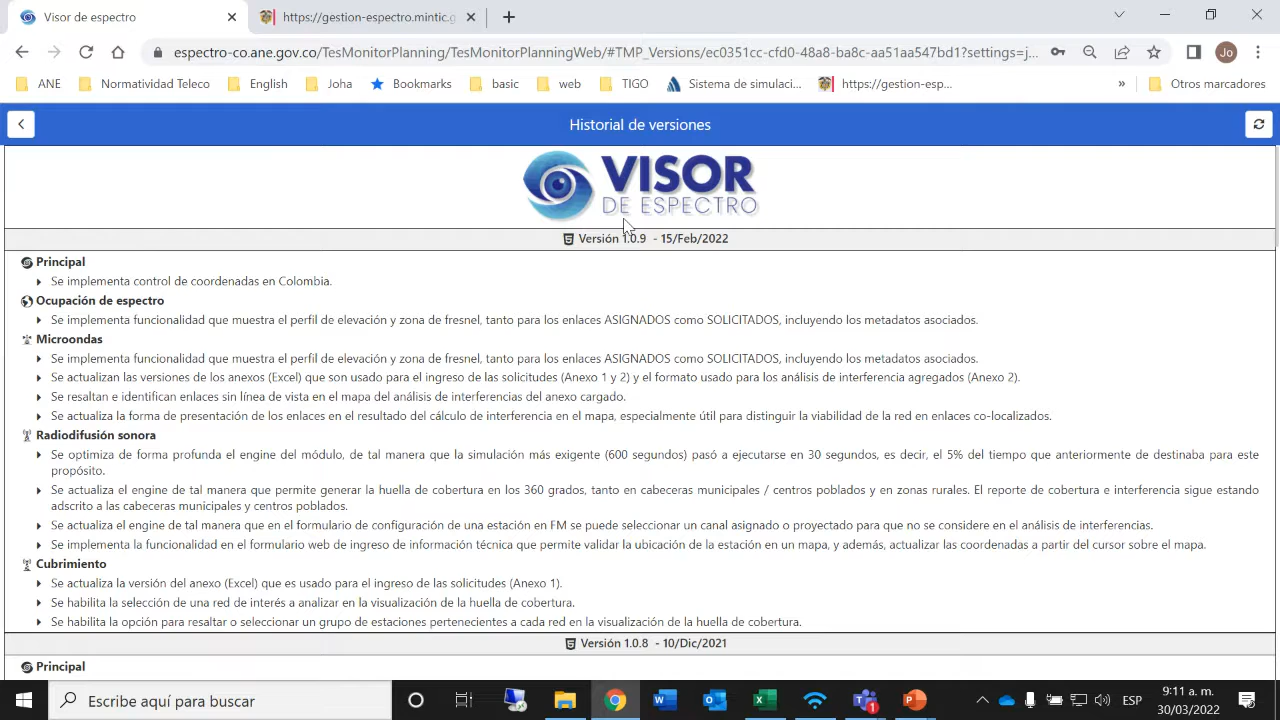 Visor de espectro
https://gestion-espectro.mintic.g
espectro-co.ane.gov.co/TesMonitorPlanning/TesMonitorPlanningWeb/#TMP_Versions/ec0351cc-cfd0-48a8-ba8c-aa51aa547bd1?settings=j...
Jo
ANE
Normatividad Teleco
English
Joha
Bookmarks
basic
web
TIGO
Sistema de simulaci...
https://gestion-esp...
»
Otros marcadores
Historial de versiones
VISOR
DE ESPECTRO
Versión 1.0.9 - 15/Feb/2022
Principal
Se implementa control de coordenadas en Colombia.
Ocupación de espectro
Se implementa funcionalidad que muestra el perfil de elevación y zona de fresnel, tanto para los enlaces ASIGNADOS como SOLICITADOS, incluyendo los metadatos asociados.
Microondas
Se implementa funcionalidad que muestra el perfil de elevación y zona de fresnel, tanto para los enlaces ASIGNADOS como SOLICITADOS, incluyendo los metadatos asociados.
Se actualizan las versiones de los anexos (Excel) que son usado para el ingreso de las solicitudes (Anexo 1 y 2) y el formato usado para los análisis de interferencia agregados (Anexo 2).
Se resaltan e identifican enlaces sin línea de vista en el mapa del análisis de interferencias del anexo cargado.
Se actualiza la forma de presentación de los enlaces en el resultado del cálculo de interferencia en el mapa, especialmente útil para distinguir la viabilidad de la red en enlaces co-localizados.
Radiodifusión sonora
Se optimiza de forma profunda el engine del módulo, de tal manera que la simulación más exigente (600 segundos) pasó a ejecutarse en 30 segundos, es decir, el 5% del tiempo que anteriormente de destinaba para este
propósito.
Se actualiza el engine de tal manera que permite generar la huella de cobertura en los 360 grados, tanto en cabeceras municipales / centros poblados y en zonas rurales. El reporte de cobertura e interferencia sigue estando
adscrito a las cabeceras municipales y centros poblados.
Se actualiza el engine de tal manera que en el formulario de configuración de una estación en FM se puede seleccionar un canal asignado o proyectado para que no se considere en el análisis de interferencias.
Se implementa la funcionalidad en el formulario web de ingreso de información técnica que permite validar la ubicación de la estación en un mapa, y además, actualizar las coordenadas a partir del cursor sobre el mapa.
Cubrimiento
Se actualiza la versión del anexo (Excel) que es usado para el ingreso de las solicitudes (Anexo 1).
Se habilita la selección de una red de interés a analizar en la visualización de la huella de cobertura.
Se habilita la opción para resaltar o seleccionar un grupo de estaciones pertenecientes a cada red en la visualización de la huella de cobertura.
Versión 1.0.8 - 10/Dic/2021
Principal
Escribe aquí para buscar
ESP
9:11 a. m.
30/03/2022